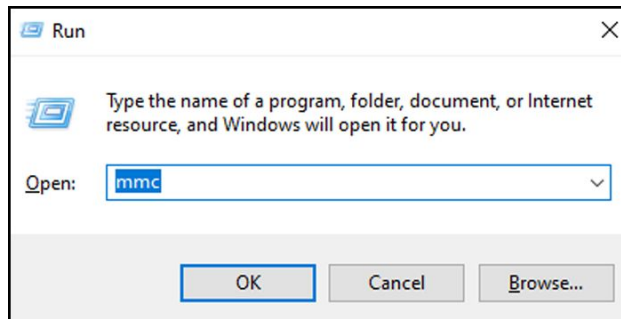 Run
Type the name of a program, folder, document, or Internet
resource, and Windows will open it for you.
Open: mmc
OK Cancel Browse...